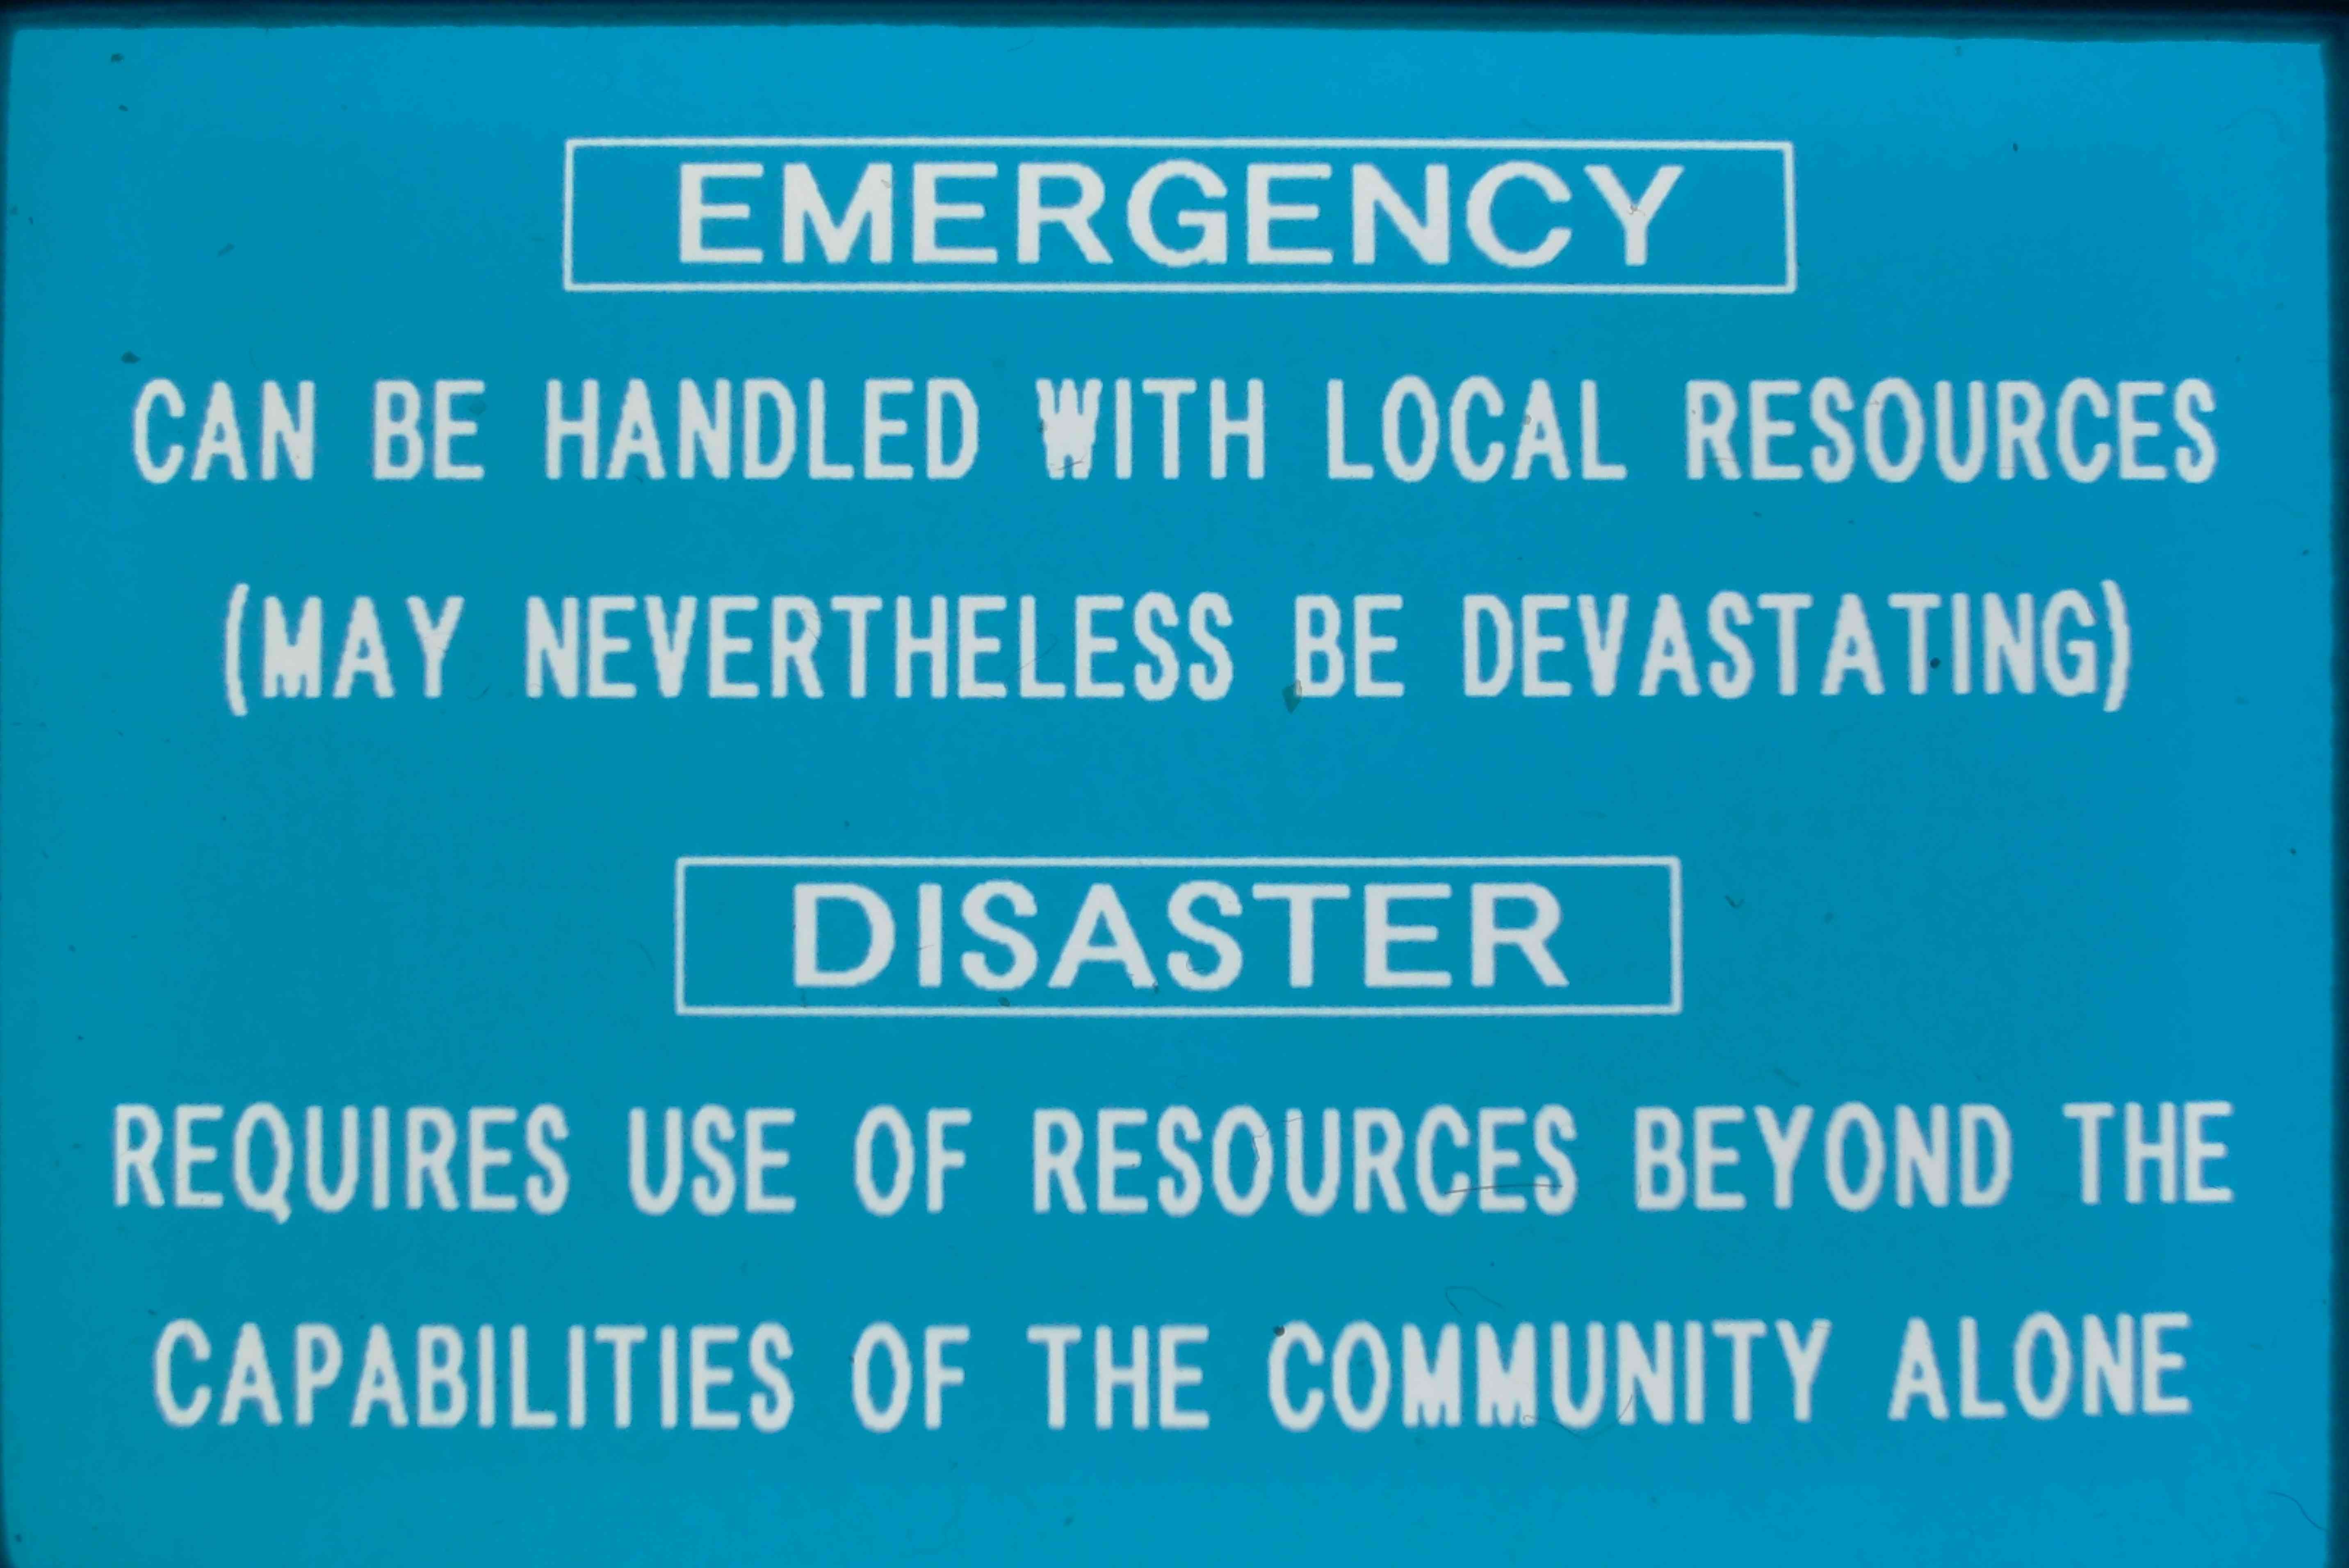 EMERGENCY
CAN BE HANDLED WITH LOCAL RESOURCES
(MAY NEVERTHELESS BE DEVASTATING)
DISASTER
REQUIRES USE OF RESOURCES BEYOND THE
CAPABILITIES OF THE COMMUNITY ALONE